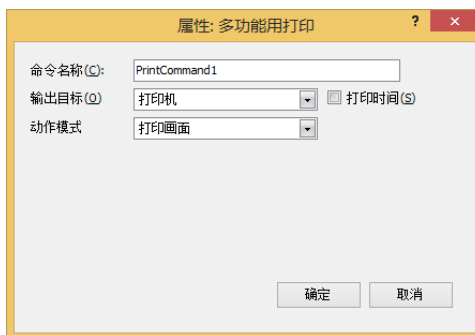 属性: 多功能用打印
?
×
命令名称(C): PrintCommand1
输出目标(O) 打印机 打印时间(S)
动作模式 打印画面
确定 取消